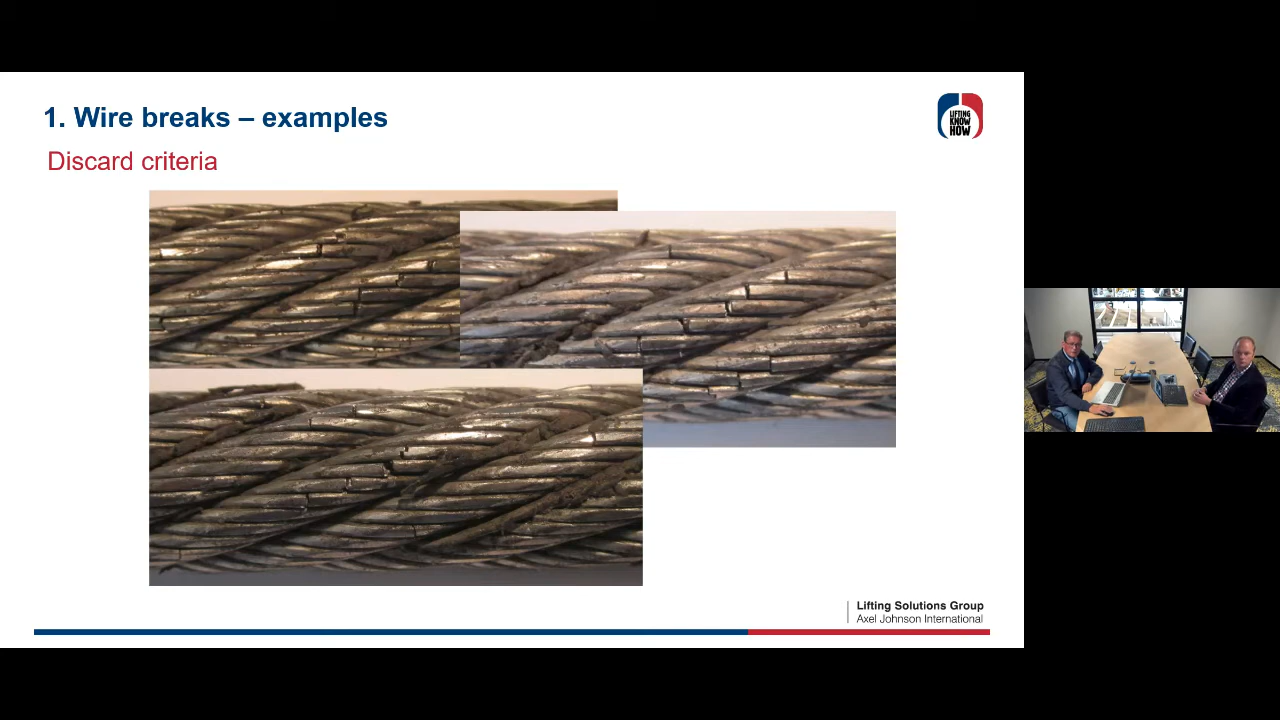 1. Wire breaks – examples
LIFTING
KNOW
HOW
Discard criteria
Lifting Solutions Group
Axel Johnson International